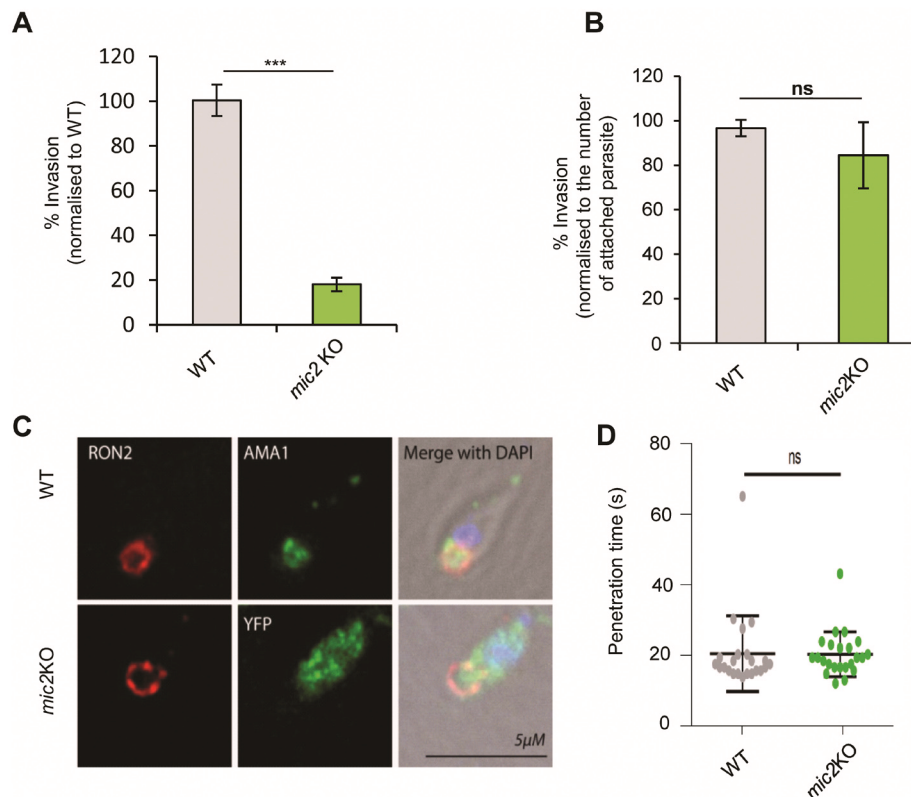 A
% Invasion
(normalised to WT)
120
100
80
60
40
20
0
***
WT
mic2 KO
B
% Invasion
(normalised to the number
of attached parasite)
120
100
80
60
40
20
0
ns
WT
mic2KO
C
WT
RON2
AMA1
Merge with DAPI
mic2KO
YFP
5µM
D
Penetration time (s)
80
60
40
20
0
ns
WT
mic2KO